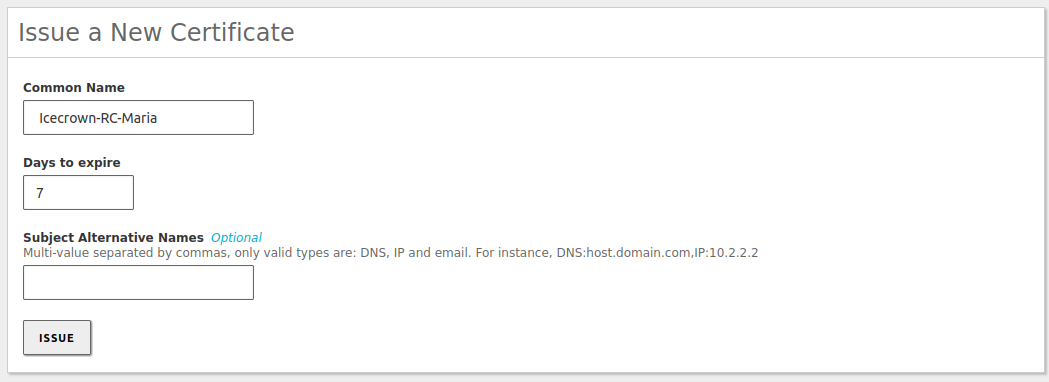 Issue a New Certificate
Common Name
Icecrown-RC-Maria
Days to expire
7
Subject Alternative Names Optional
Multi-value separated by commas, only valid types are: DNS, IP and email. For instance, DNS:host.domain.com,IP:10.2.2.2
ISSUE